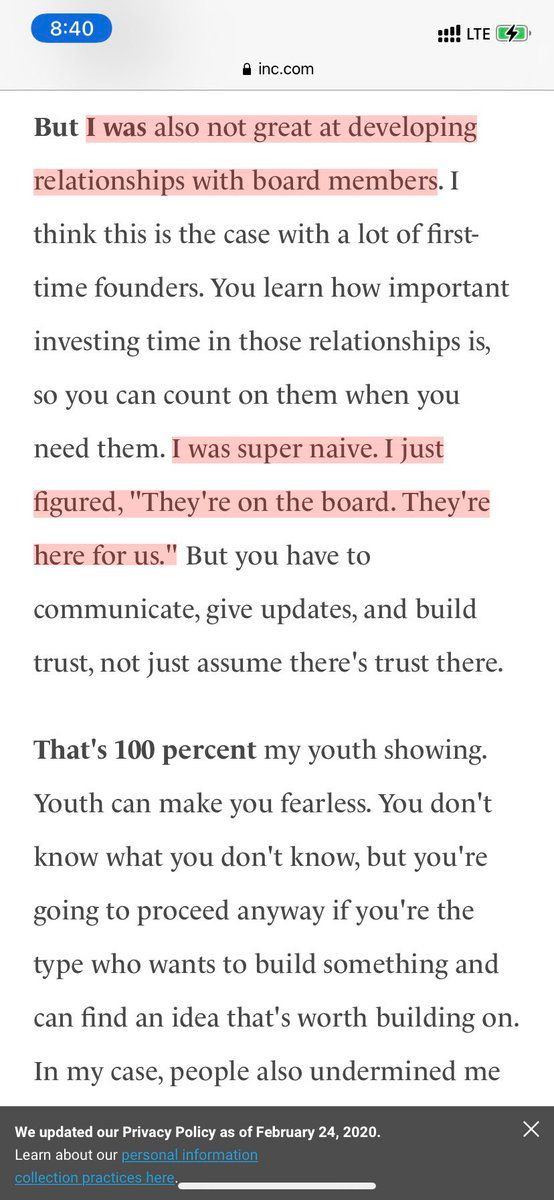 8:40
LTE
inc.com
But I was also not great at developing
relationships with board members. I
think this is the case with a lot of first-
time founders. You learn how important
investing time in those relationships is,
so you can count on them when you
need them. I was super naive. I just
figured, "They're on the board. They're
here for us." But you have to
communicate, give updates, and build
trust, not just assume there's trust there.
That's 100 percent my youth showing.
Youth can make you fearless. You don't
know what you don't know, but you're
going to proceed anyway if you're the
type who wants to build something and
can find an idea that's worth building on.
In my case, people also undermined me
We updated our Privacy Policy as of February 24, 2020.
Learn about our personal information
collection practices here.